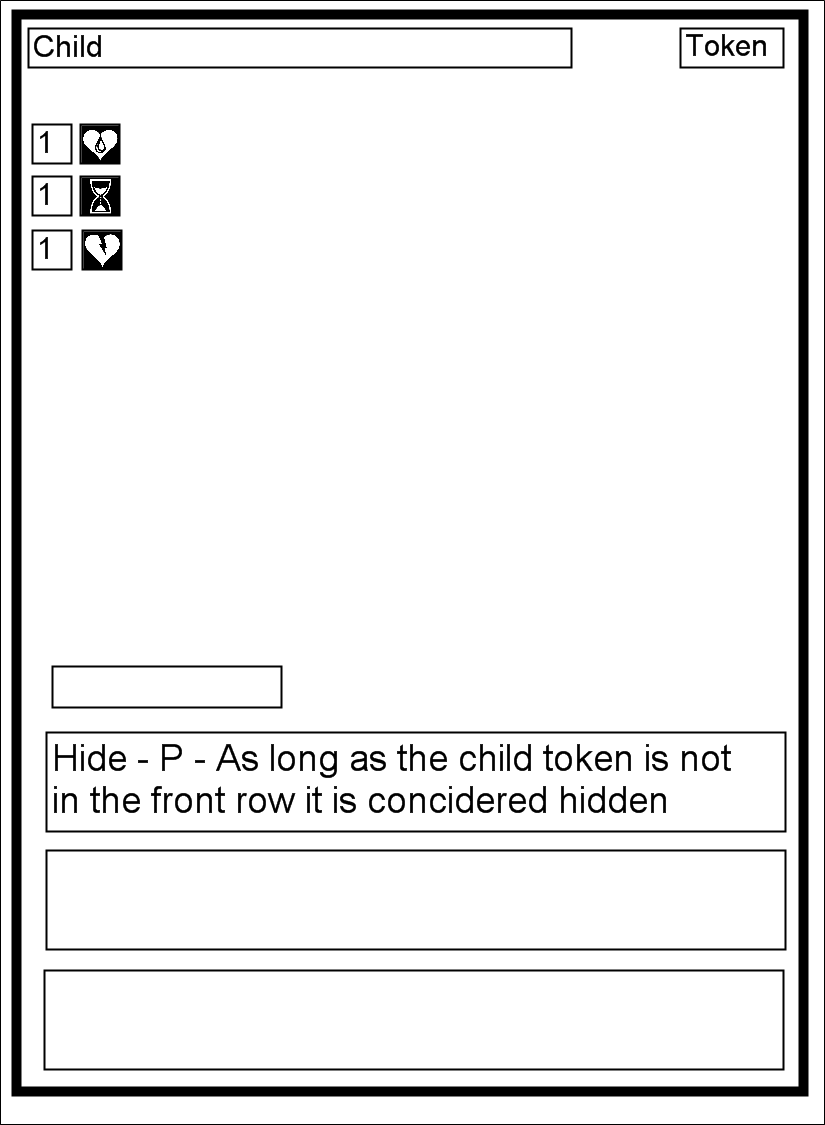 Child
Token
1
1
1
Hide - P - As long as the child token is not
in the front row it is concidered hidden